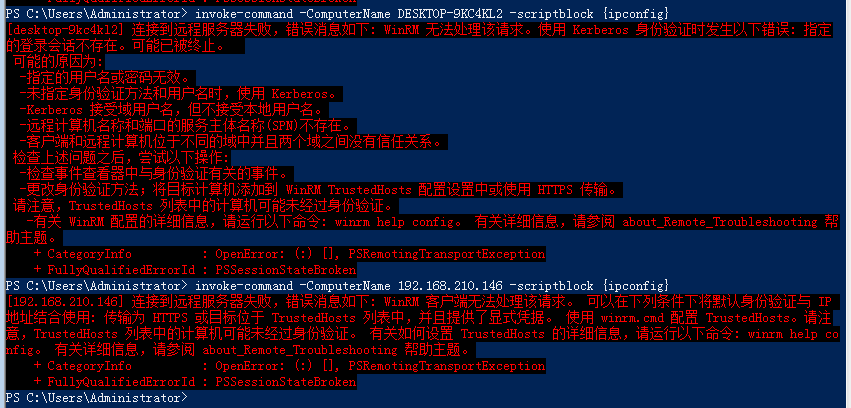 PS C:\Users\Administrator> invoke-command -ComputerName DESKTOP-9KC4KL2 -scriptblock {ipconfig}
[desktop-9kc4kl2] 连接到远程服务器失败，错误消息如下: WinRM 无法处理该请求。使用 Kerberos 身份验证时发生以下错误: 指定
的登录会话不存在。可能已被终止。
 可能的原因为:
  -指定的用户名或密码无效。
  -未指定身份验证方法和用户名时，使用 Kerberos。
  -Kerberos 接受域用户名，但不接受本地用户名。
  -远程计算机名称和端口的服务主体名称(SPN)不存在。
  -客户端和远程计算机位于不同的域中并且两个域之间没有信任关系。
 检查上述问题之后，尝试以下操作:
  -检查事件查看器中与身份验证有关的事件。
  -更改身份验证方法；将目标计算机添加到 WinRM TrustedHosts 配置设置中或使用 HTTPS 传输。
 请注意，TrustedHosts 列表中的计算机可能未经过身份验证。
   -有关 WinRM 配置的详细信息，请运行以下命令: winrm help config。 有关详细信息，请参阅 about_Remote_Troubleshooting 帮
助主题。
    + CategoryInfo          : OpenError: (:) [], PSRemotingTransportException
    + FullyQualifiedErrorId : PSSessionStateBroken
PS C:\Users\Administrator> invoke-command -ComputerName 192.168.210.146 -scriptblock {ipconfig}
[192.168.210.146] 连接到远程服务器失败，错误消息如下: WinRM 客户端无法处理该请求。 可以在下列条件下将默认身份验证与 IP
地址结合使用: 传输为 HTTPS 或目标位于 TrustedHosts 列表中，并且提供了显式凭据。 使用 winrm.cmd 配置 TrustedHosts。请注
意，TrustedHosts 列表中的计算机可能未经过身份验证。 有关如何设置 TrustedHosts 的详细信息，请运行以下命令: winrm help co
nfig。 有关详细信息，请参阅 about_Remote_Troubleshooting 帮助主题。
    + CategoryInfo          : OpenError: (:) [], PSRemotingTransportException
    + FullyQualifiedErrorId : PSSessionStateBroken
PS C:\Users\Administrator>